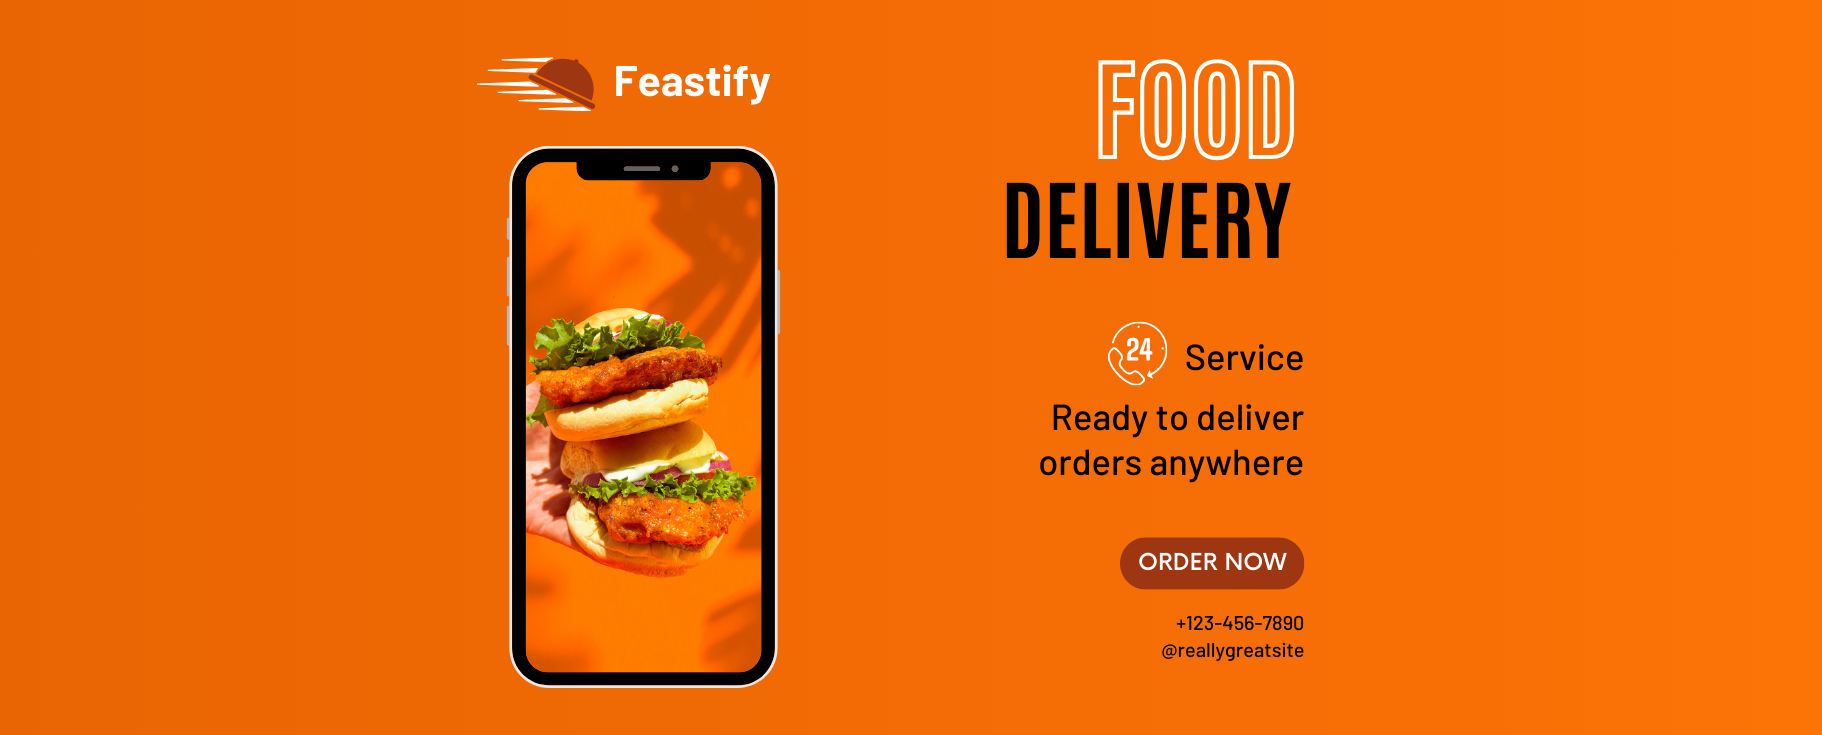 Feastify
FOOD
DELIVERY
24
Service
Ready to deliver
orders anywhere
ORDER NOW
+123-456-7890
@reallygreatsite